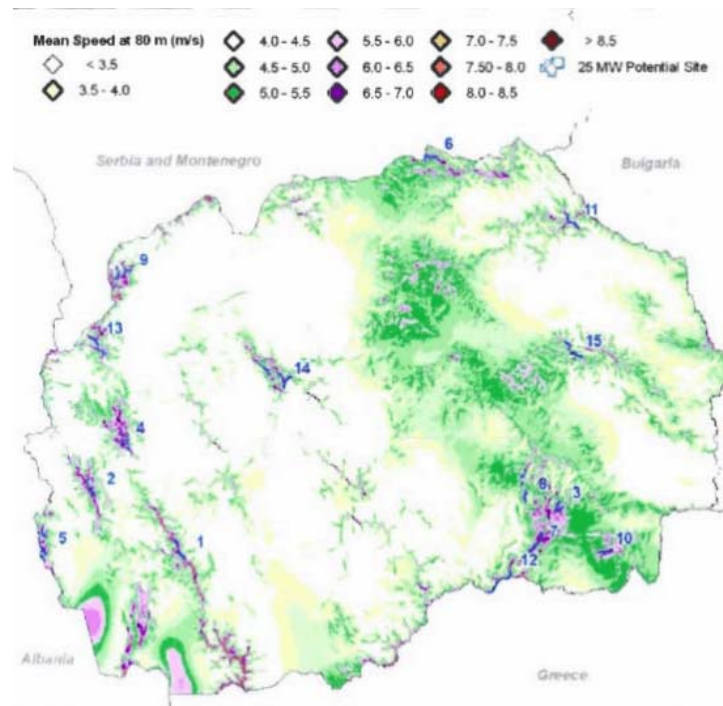 Mean Speed at 80 m (m/s)
< 3.5
3.5 - 4.0
4.0 - 4.5
4.5 - 5.0
5.0 - 5.5
5.5 - 6.0
6.0 - 6.5
6.5 - 7.0
7.0 - 7.5
7.50 - 8.0
8.0 - 8.5
> 8.5
25 MW Potential Site
6
Serbia and Montenegro
Bulgaria
11
9
13
15
14
4
2
8
3
5
1
7
10
12
Albania
Greece